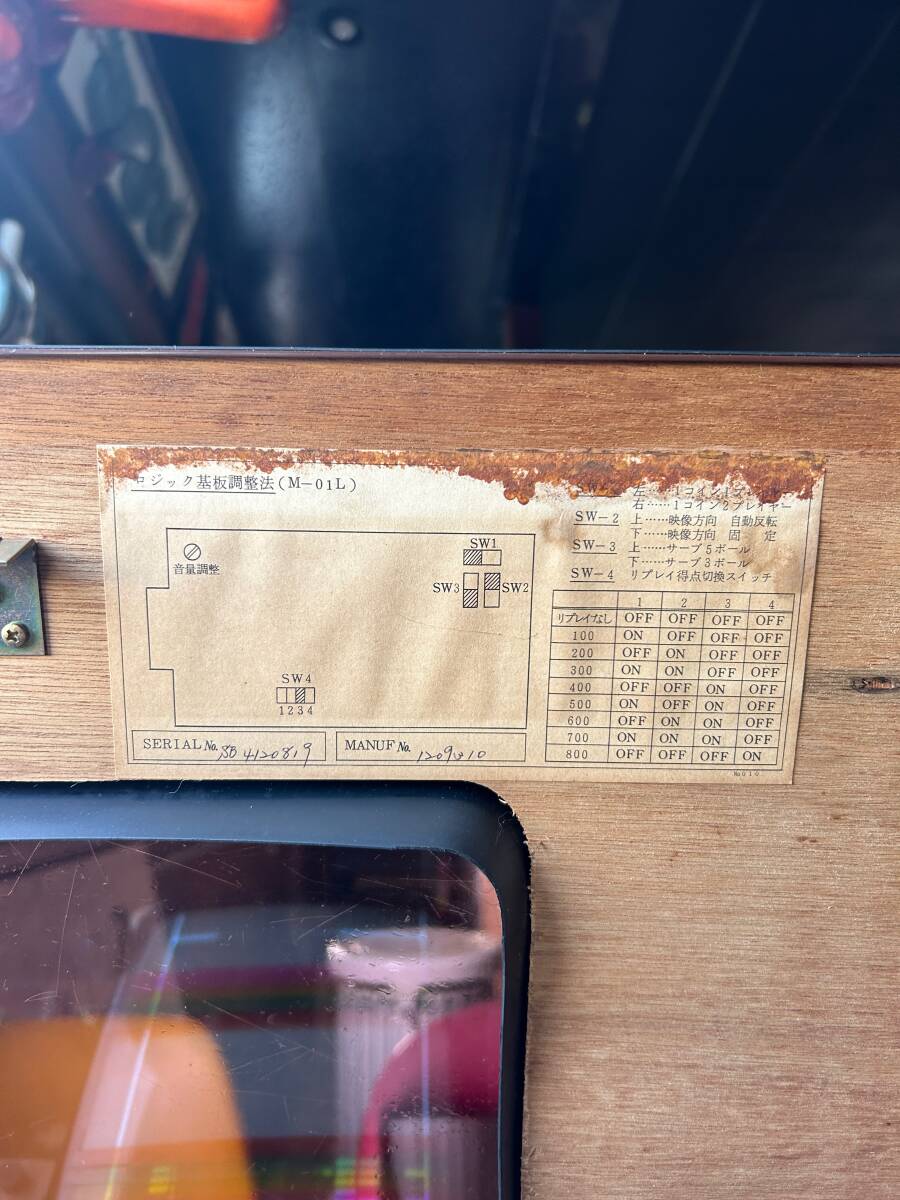 ロジック基板調整法(M-01L)
左……1コイン1プレイヤー
右……1コイン2プレイヤー
SW-2 上……映像方向 自動反転
下……映像方向 固定
SW-3 上……サーブ5ボール
下……サーブ3ボール
SW-4 リプレイ得点切換スイッチ
音量調整
SW1
SW3
SW2
SW4
1234
1 2 3 4
リプレイなし OFF OFF OFF OFF
100 ON OFF OFF OFF
200 OFF ON OFF OFF
300 ON ON OFF OFF
400 OFF OFF ON OFF
500 ON OFF ON OFF
600 OFF ON ON OFF
700 ON ON ON OFF
800 OFF OFF OFF ON
SERIAL No. SB 4120819
MANUF No.
No010